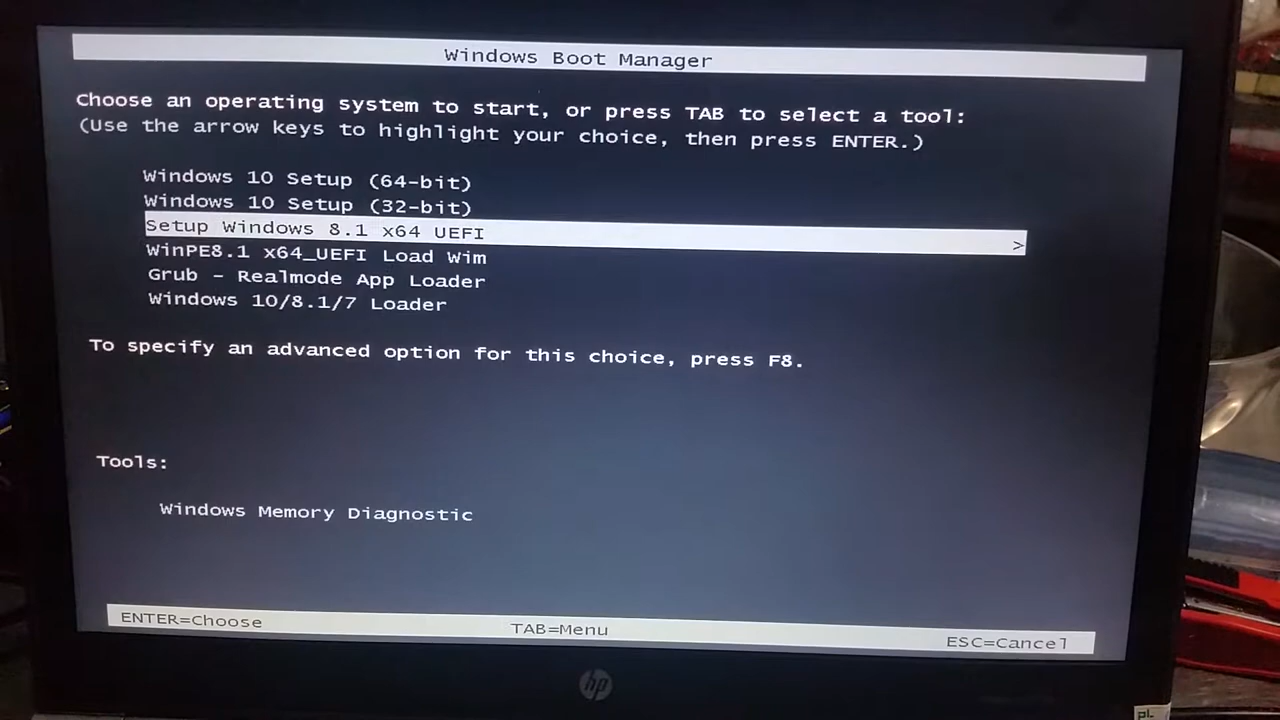 Windows Boot Manager
Choose an operating system to start, or press TAB to select a tool:
(Use the arrow keys to highlight your choice, then press ENTER.)
Windows 10 Setup (64-bit)
Windows 10 Setup (32-bit)
Setup Windows 8.1 x64 UEFI >
WinPE8.1 x64_UEFI Load Wim
Grub - Realmode App Loader
Windows 10/8.1/7 Loader
To specify an advanced option for this choice, press F8.
Tools:
Windows Memory Diagnostic
ENTER=Choose TAB=Menu ESC=Cancel
hp